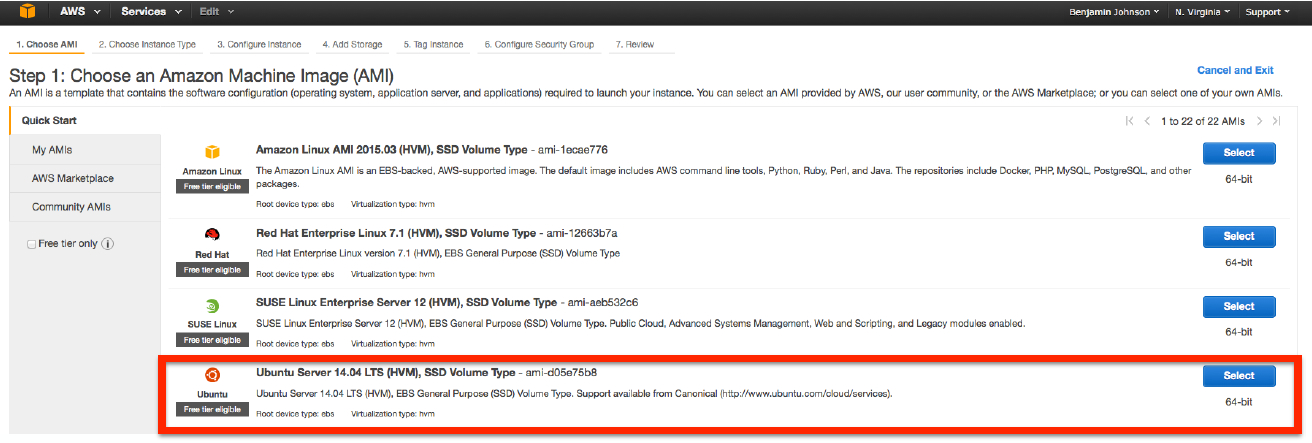 AWS Services Edit Benjamin Johnson N. Virginia Support
1. Choose AMI 2. Choose Instance Type 3. Configure Instance 4. Add Storage 5. Tag Instance 6. Configure Security Group 7. Review
Step 1: Choose an Amazon Machine Image (AMI)
Cancel and Exit
An AMI is a template that contains the software configuration (operating system, application server, and applications) required to launch your instance. You can select an AMI provided by AWS, our user community, or the AWS Marketplace; or you can select one of your own AMIs.
Quick Start
My AMIs
AWS Marketplace
Community AMIs
Free tier only
1 to 22 of 22 AMIs
Amazon Linux
Free tier eligible
Amazon Linux AMI 2015.03 (HVM), SSD Volume Type - ami-1ecae776
The Amazon Linux AMI is an EBS-backed, AWS-supported image. The default image includes AWS command line tools, Python, Ruby, Perl, and Java. The repositories include Docker, PHP, MySQL, PostgreSQL, and other
packages.
Root device type: ebs Virtualization type: hvm
Select
64-bit
Red Hat
Free tier eligible
Red Hat Enterprise Linux 7.1 (HVM), SSD Volume Type - ami-12663b7a
Red Hat Enterprise Linux version 7.1 (HVM), EBS General Purpose (SSD) Volume Type
Root device type: ebs Virtualization type: hvm
Select
64-bit
SUSE Linux
Free tier eligible
SUSE Linux Enterprise Server 12 (HVM), SSD Volume Type - ami-aeb532c6
SUSE Linux Enterprise Server 12 (HVM), EBS General Purpose (SSD) Volume Type. Public Cloud, Advanced Systems Management, Web and Scripting, and Legacy modules enabled.
Root device type: ebs Virtualization type: hvm
Select
64-bit
Ubuntu
Free tier eligible
Ubuntu Server 14.04 LTS (HVM), SSD Volume Type - ami-d05e75b8
Ubuntu Server 14.04 LTS (HVM), EBS General Purpose (SSD) Volume Type. Support available from Canonical (http://www.ubuntu.com/cloud/services).
Root device type: ebs Virtualization type: hvm
Select
64-bit